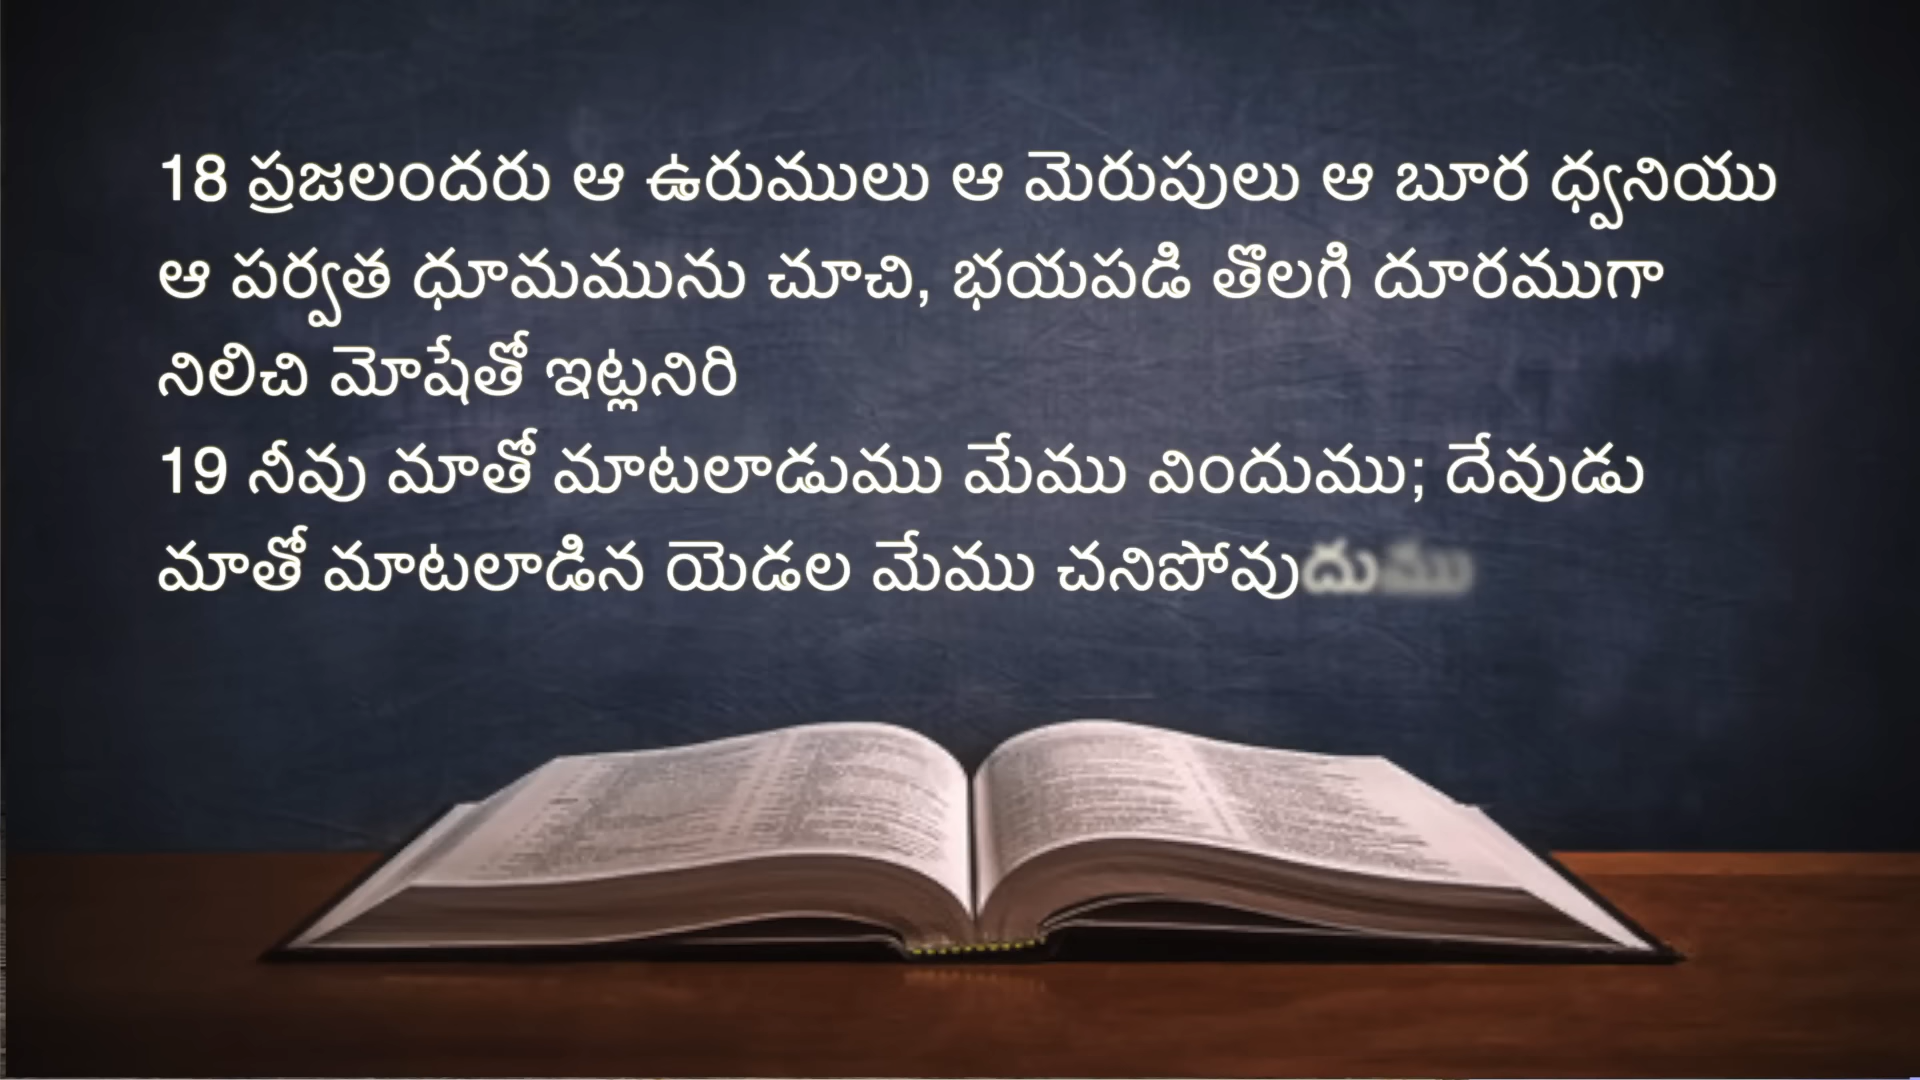 18 ప్రజలందరు ఆ ఉరుములు ఆ మెరుపులు ఆ బూర ధ్వనియు
ఆ పర్వత ధూమమును చూచి, భయపడి తొలగి దూరముగా
నిలిచి మోషేతో ఇట్లనిరి
19 నీవు మాతో మాటలాడుము మేము విందుము; దేవుడు
మాతో మాటలాడిన యెడల మేము చనిపోవుదుము